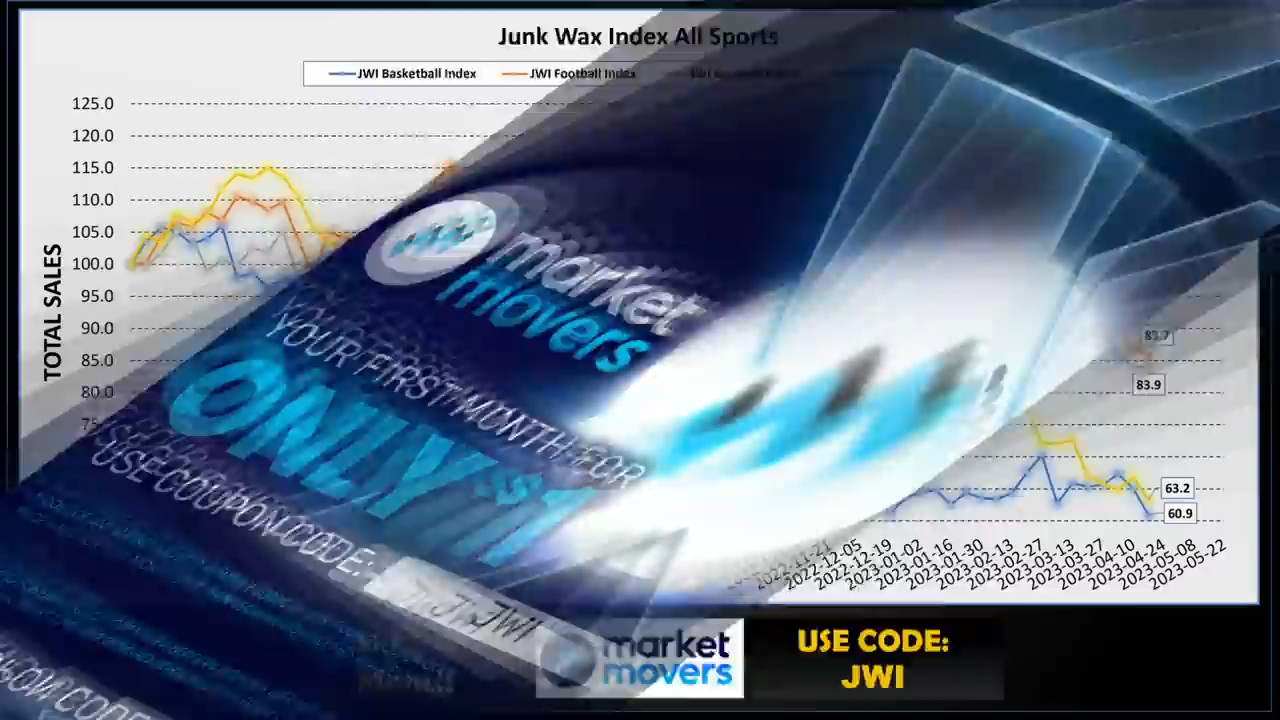 Junk Wax Index All Sports
JWI Basketball Index JWI Football Index
125.0
120.0
115.0
110.0
105.0
100.0
95.0
90.0
85.0
80.0
TOTAL SALES
market
movers
YOUR FIRST MONTH FOR
ONLY $1
USE COUPON CODE:
JWI
83.9
63.2
60.9
2022-11-21
2022-12-05
2022-12-19
2023-01-02
2023-01-16
2023-01-30
2023-02-13
2023-02-27
2023-03-13
2023-03-27
2023-04-10
2023-04-24
2023-05-08
2023-05-22
market
movers
USE CODE:
JWI